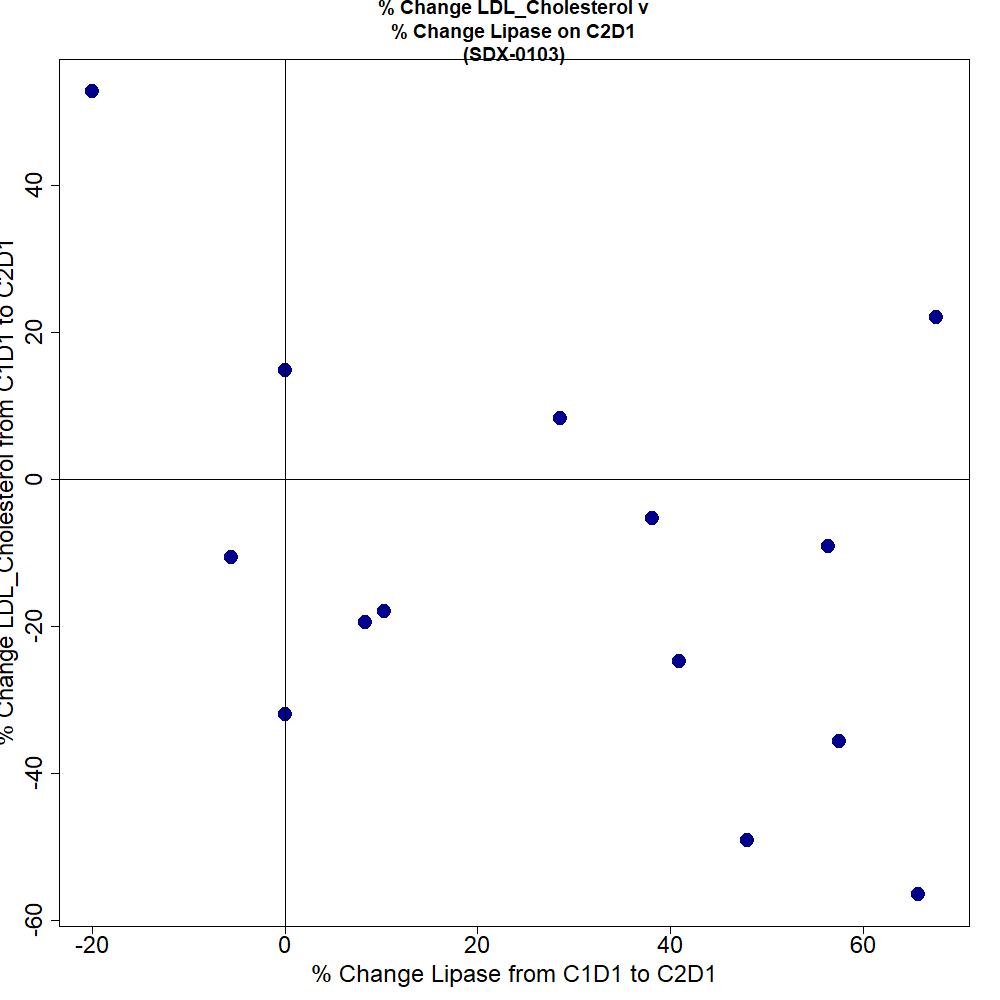 % Change LDL_Cholesterol v
% Change Lipase on C2D1
(SDX-0103)
% Change LDL_Cholesterol from C1D1 to C2D1
40
20
0
-20
-40
-60
-20 0 20 40 60
% Change Lipase from C1D1 to C2D1